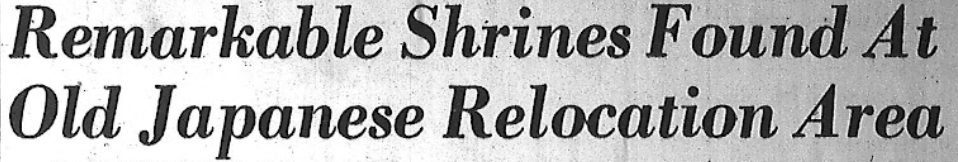 Remarkable Shrines Found At
Old Japanese Relocation Area